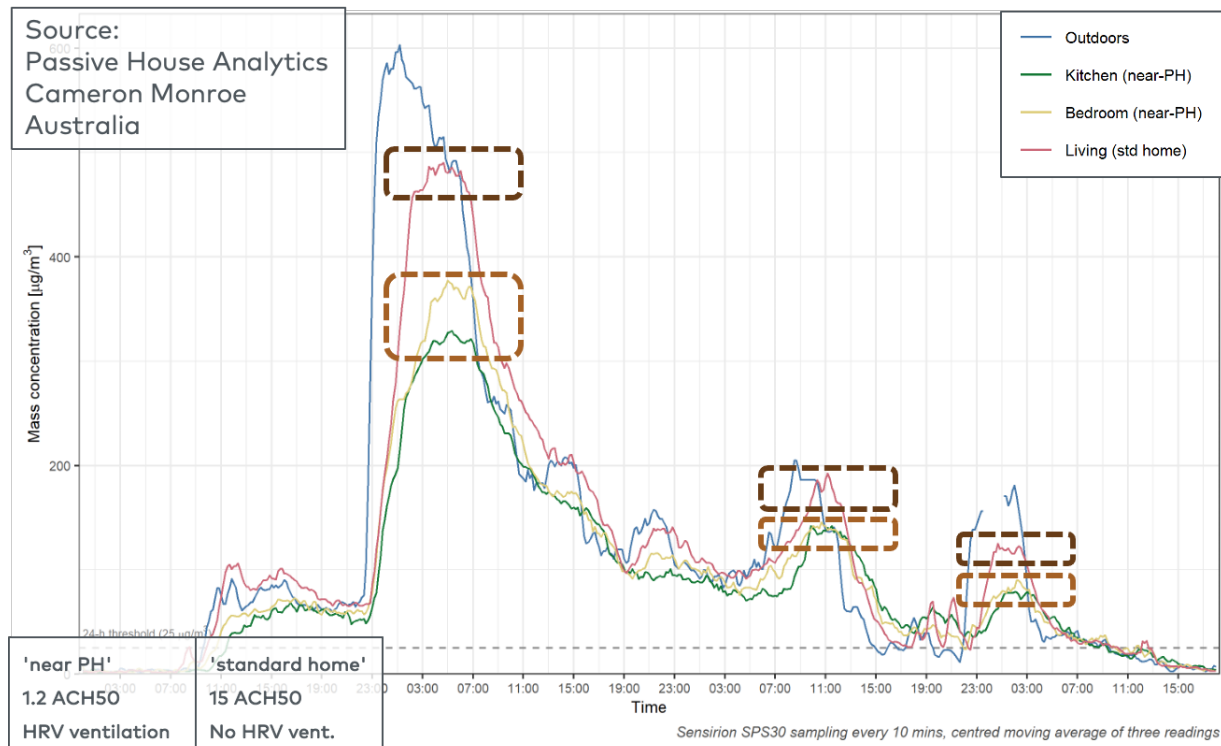 Source:
Passive House Analytics
Cameron Monroe
Australia
Outdoors
Kitchen (near-PH)
Bedroom (near-PH)
Living (std home)
Mass concentration [µg/m³]
600
400
200
0
24-h threshold (25 µg/m
'near PH'
1.2 ACH50
HRV ventilation
'standard home'
15 ACH50
No HRV vent.
03:00 07:00 11:00 15:00 19:00 23:00 03:00 07:00 11:00 15:00 19:00 23:00 03:00 07:00 11:00 15:00 19:00 23:00 03:00 07:00 11:00 15:00
Time
Sensirion SPS30 sampling every 10 mins, centred moving average of three readings